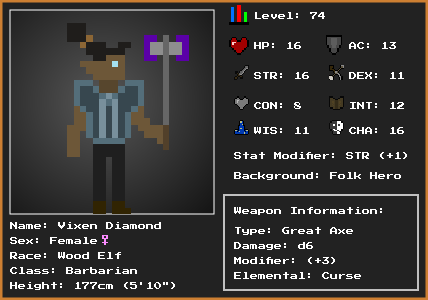 Level: 74
HP: 16
AC: 13
STR: 16
DEX: 11
CON: 8
INT: 12
WIS: 11
CHA: 16
Stat Modifier: STR (+1)
Background: Folk Hero
Name: Vixen Diamond
Sex: Female♀
Race: Wood Elf
Class: Barbarian
Height: 177cm (5'10")
Weapon Information:
Type: Great Axe
Damage: d6
Modifier: (+3)
Elemental: Curse